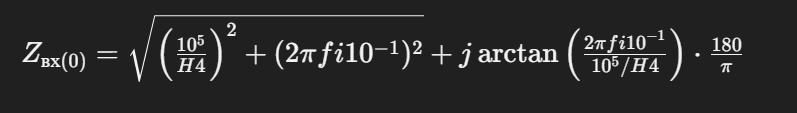 Z_{вх(0)} = \sqrt{\left(\frac{10^5}{H4}\right)^2 + (2\pi fi10^{-1})^2} + j \arctan\left(\frac{2\pi fi10^{-1}}{10^5/H4}\right) \cdot \frac{180}{\pi}